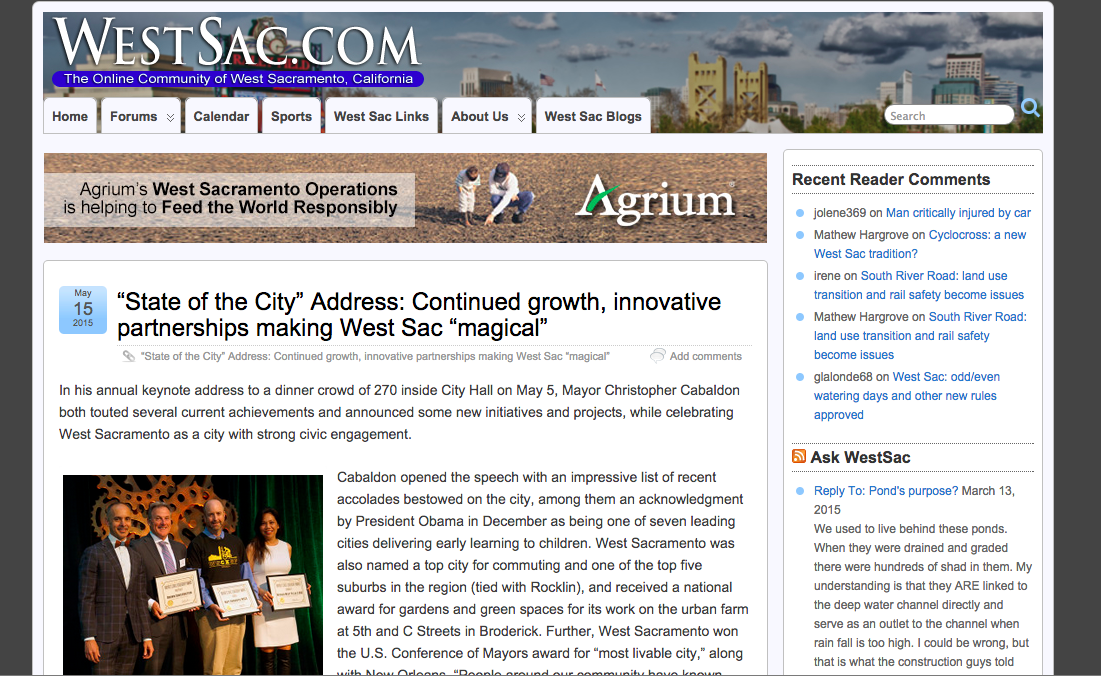 WestSac.com
The Online Community of West Sacramento, California
Home
Forums
Calendar
Sports
West Sac Links
About Us
West Sac Blogs
Search
Agrium's West Sacramento Operations
is helping to Feed the World Responsibly
Agrium®
May
15
2015
“State of the City” Address: Continued growth, innovative
partnerships making West Sac “magical”
“State of the City” Address: Continued growth, innovative partnerships making West Sac “magical”
Add comments
In his annual keynote address to a dinner crowd of 270 inside City Hall on May 5, Mayor Christopher Cabaldon
both touted several current achievements and announced some new initiatives and projects, while celebrating
West Sacramento as a city with strong civic engagement.
Cabaldon opened the speech with an impressive list of recent
accolades bestowed on the city, among them an acknowledgment
by President Obama in December as being one of seven leading
cities delivering early learning to children. West Sacramento was
also named a top city for commuting and one of the top five
suburbs in the region (tied with Rocklin), and received a national
award for gardens and green spaces for its work on the urban farm
at 5th and C Streets in Broderick. Further, West Sacramento won
the U.S. Conference of Mayors award for “most livable city,” along
with New Orleans. “People around our community have known
Recent Reader Comments
jolene369 on Man critically injured by car
Mathew Hargrove on Cyclocross: a new
West Sac tradition?
irene on South River Road: land use
transition and rail safety become issues
Mathew Hargrove on South River Road:
land use transition and rail safety
become issues
glalonde68 on West Sac: odd/even
watering days and other new rules
approved
Ask WestSac
Reply To: Pond's purpose? March 13,
2015
We used to live behind these ponds.
When they were drained and graded
there were hundreds of shad in them. My
understanding is that they ARE linked to
the deep water channel directly and
serve as an outlet to the channel when
rain fall is too high. I could be wrong, but
that is what the construction guys told